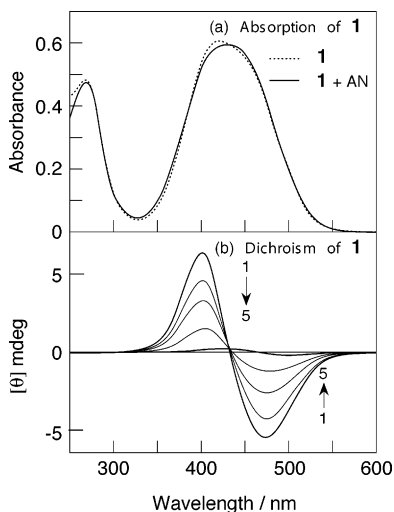 (a) Absorption of 1
1
1 + AN
Absorbance
0.6
0.4
0.2
0
(b) Dichroism of 1
1
5
5
1
[θ] mdeg
5
0
-5
300 400 500 600
Wavelength / nm